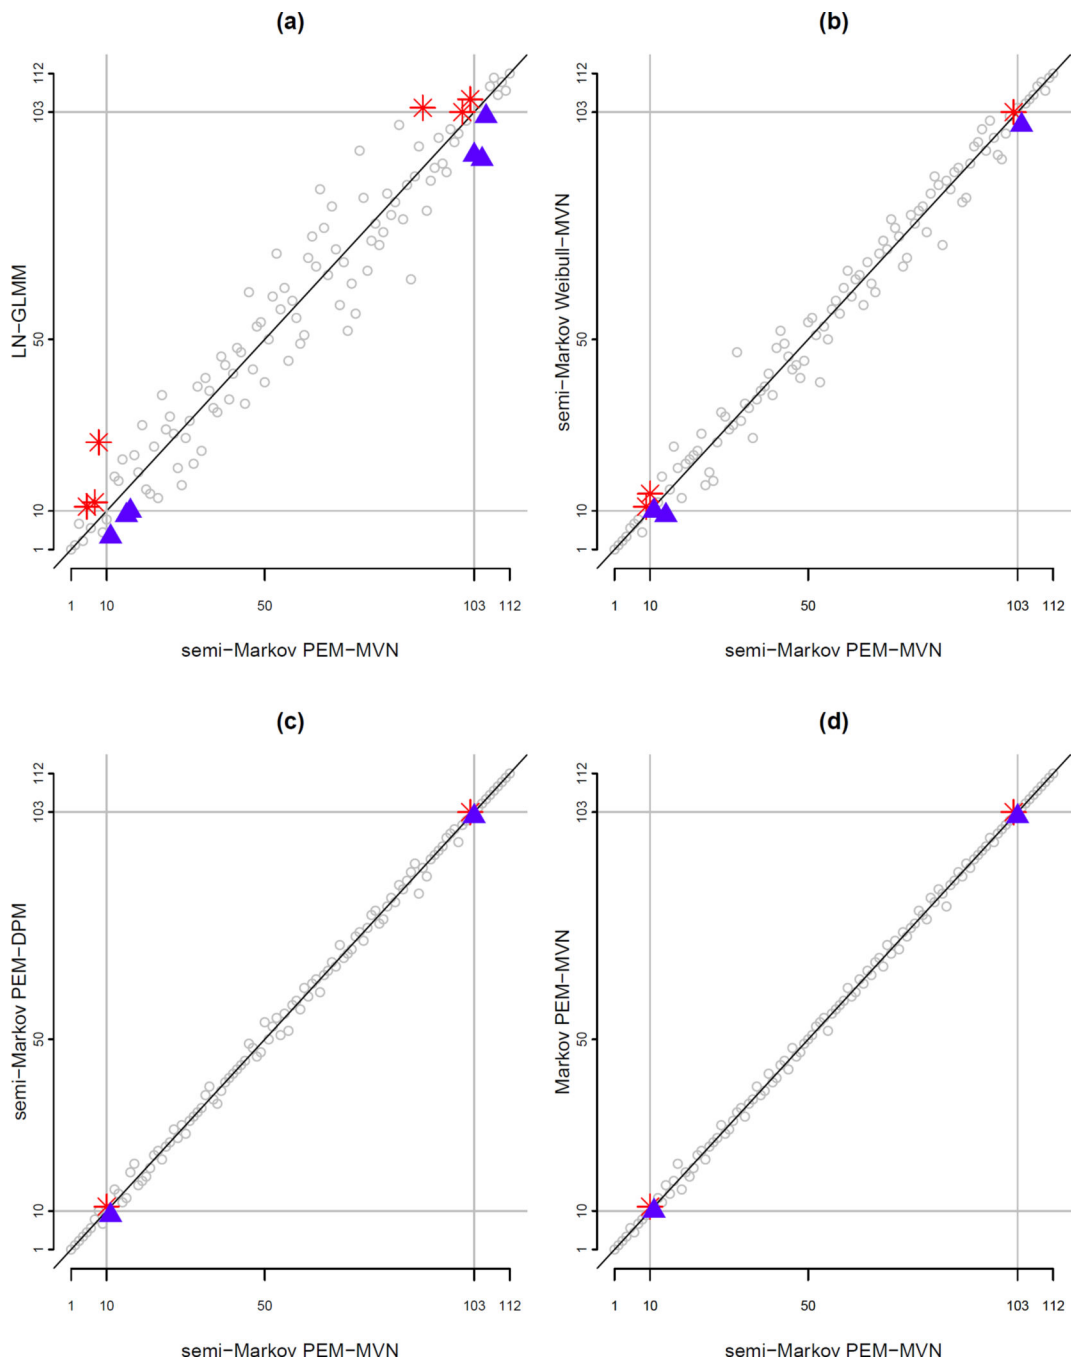 (a)
112
103
50
10
1
LN−GLMM
1 10 50 103 112
semi−Markov PEM−MVN
(b)
112
103
50
10
1
semi−Markov Weibull−MVN
1 10 50 103 112
semi−Markov PEM−MVN
(c)
112
103
50
10
1
semi−Markov PEM−DPM
1 10 50 103 112
semi−Markov PEM−MVN
(d)
112
103
50
10
1
Markov PEM−MVN
1 10 50 103 112
semi−Markov PEM−MVN